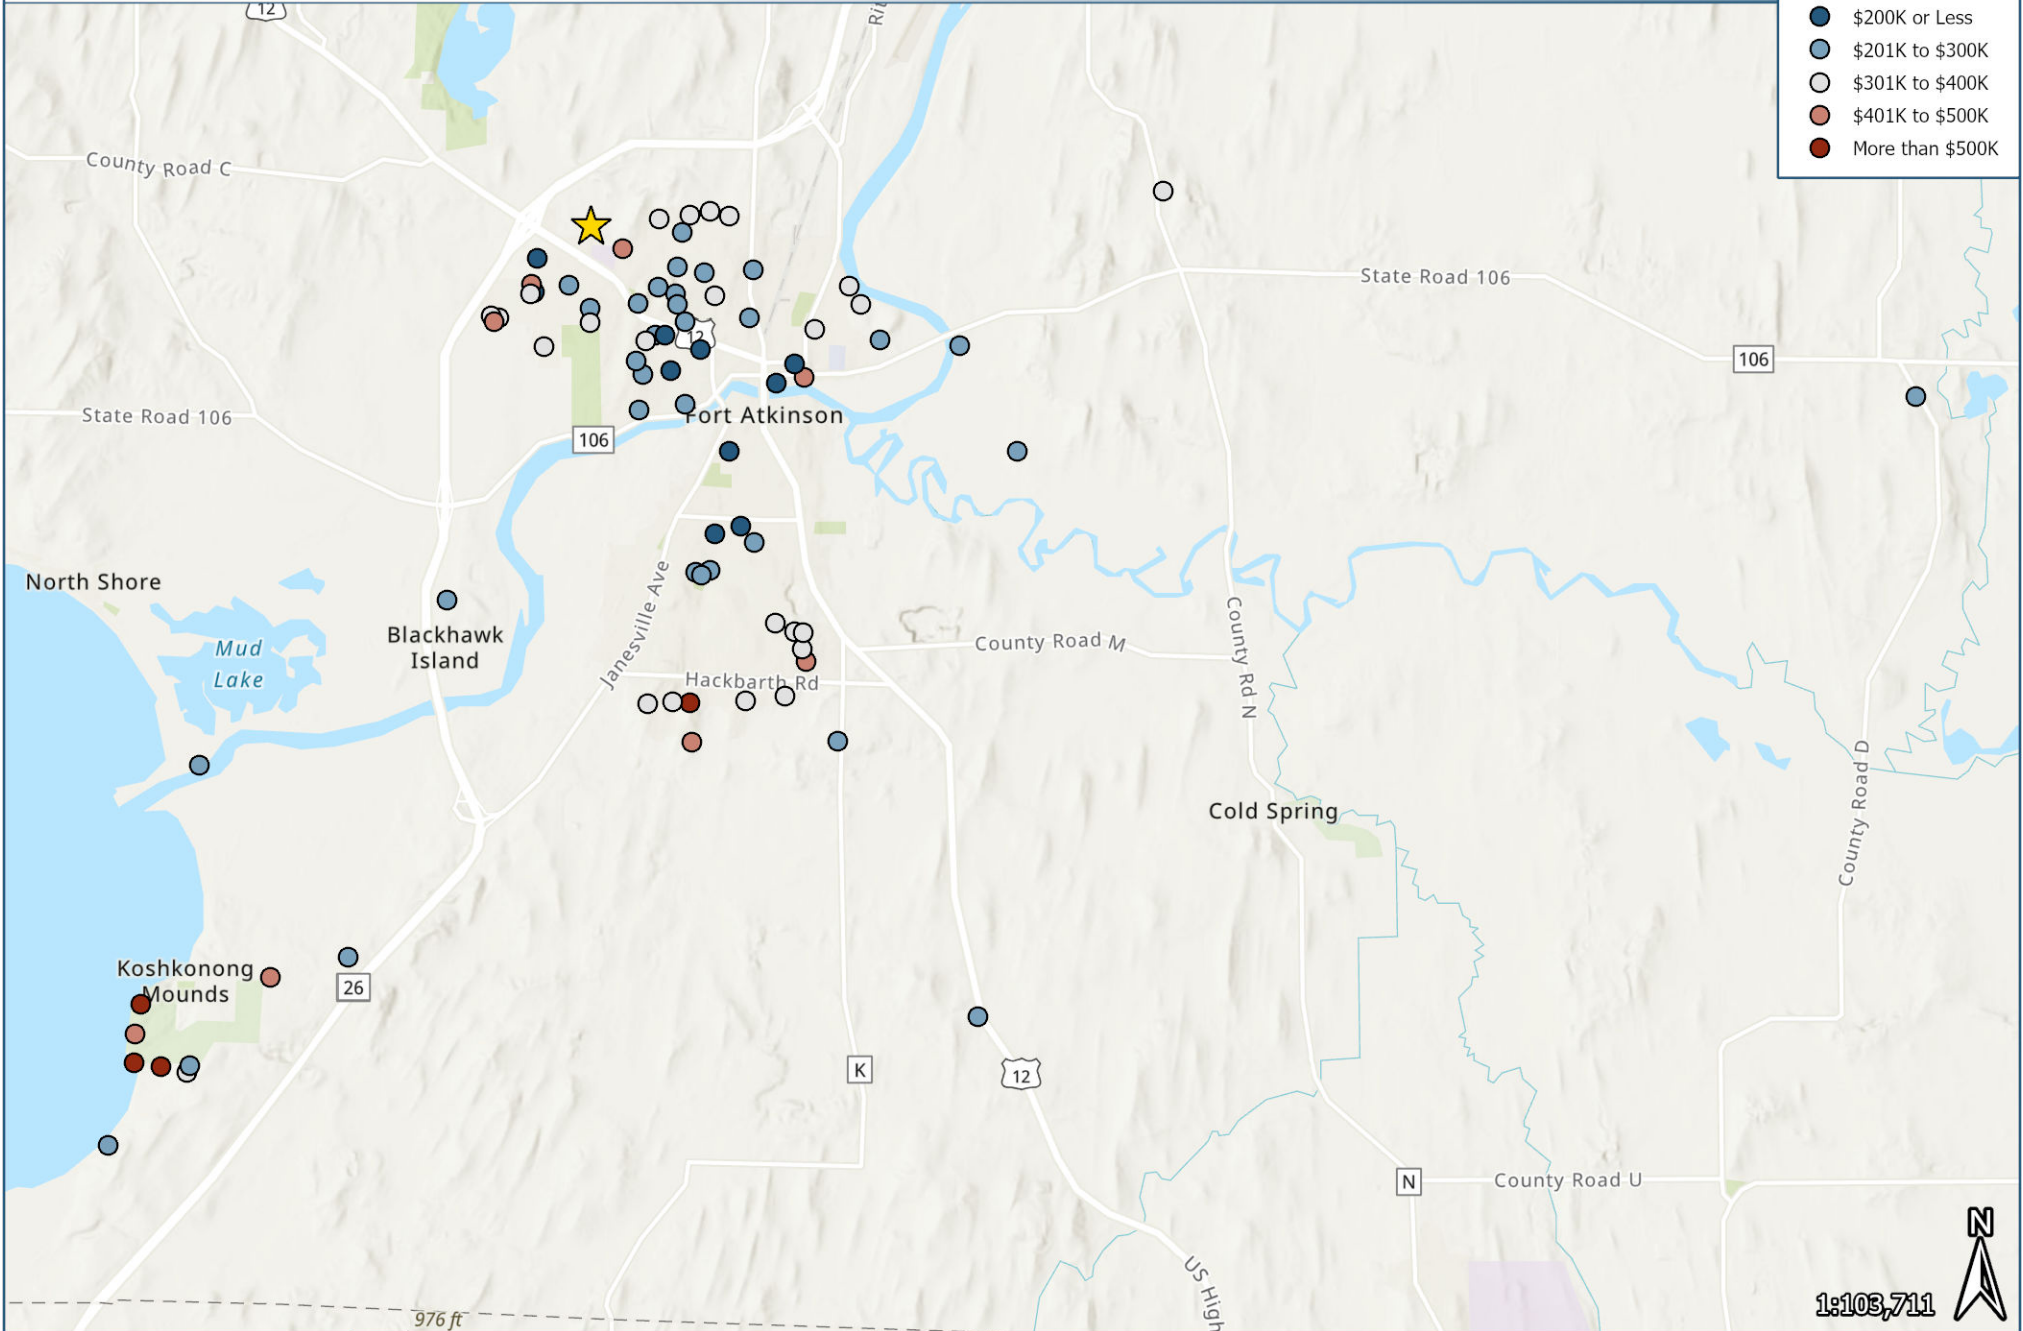 12
Ri
$200K or Less
$201K to $300K
$301K to $400K
$401K to $500K
More than $500K
County Road C
State Road 106
12
106
State Road 106
Fort Atkinson
106
North Shore
Janesville Ave
Blackhawk
Island
Mud
Lake
County Road M
County Rd N
Hackbarth Rd
County Road D
Cold Spring
Koshkonong
Mounds
26
K
12
N
County Road U
N
US High
1:103,711
976 ft